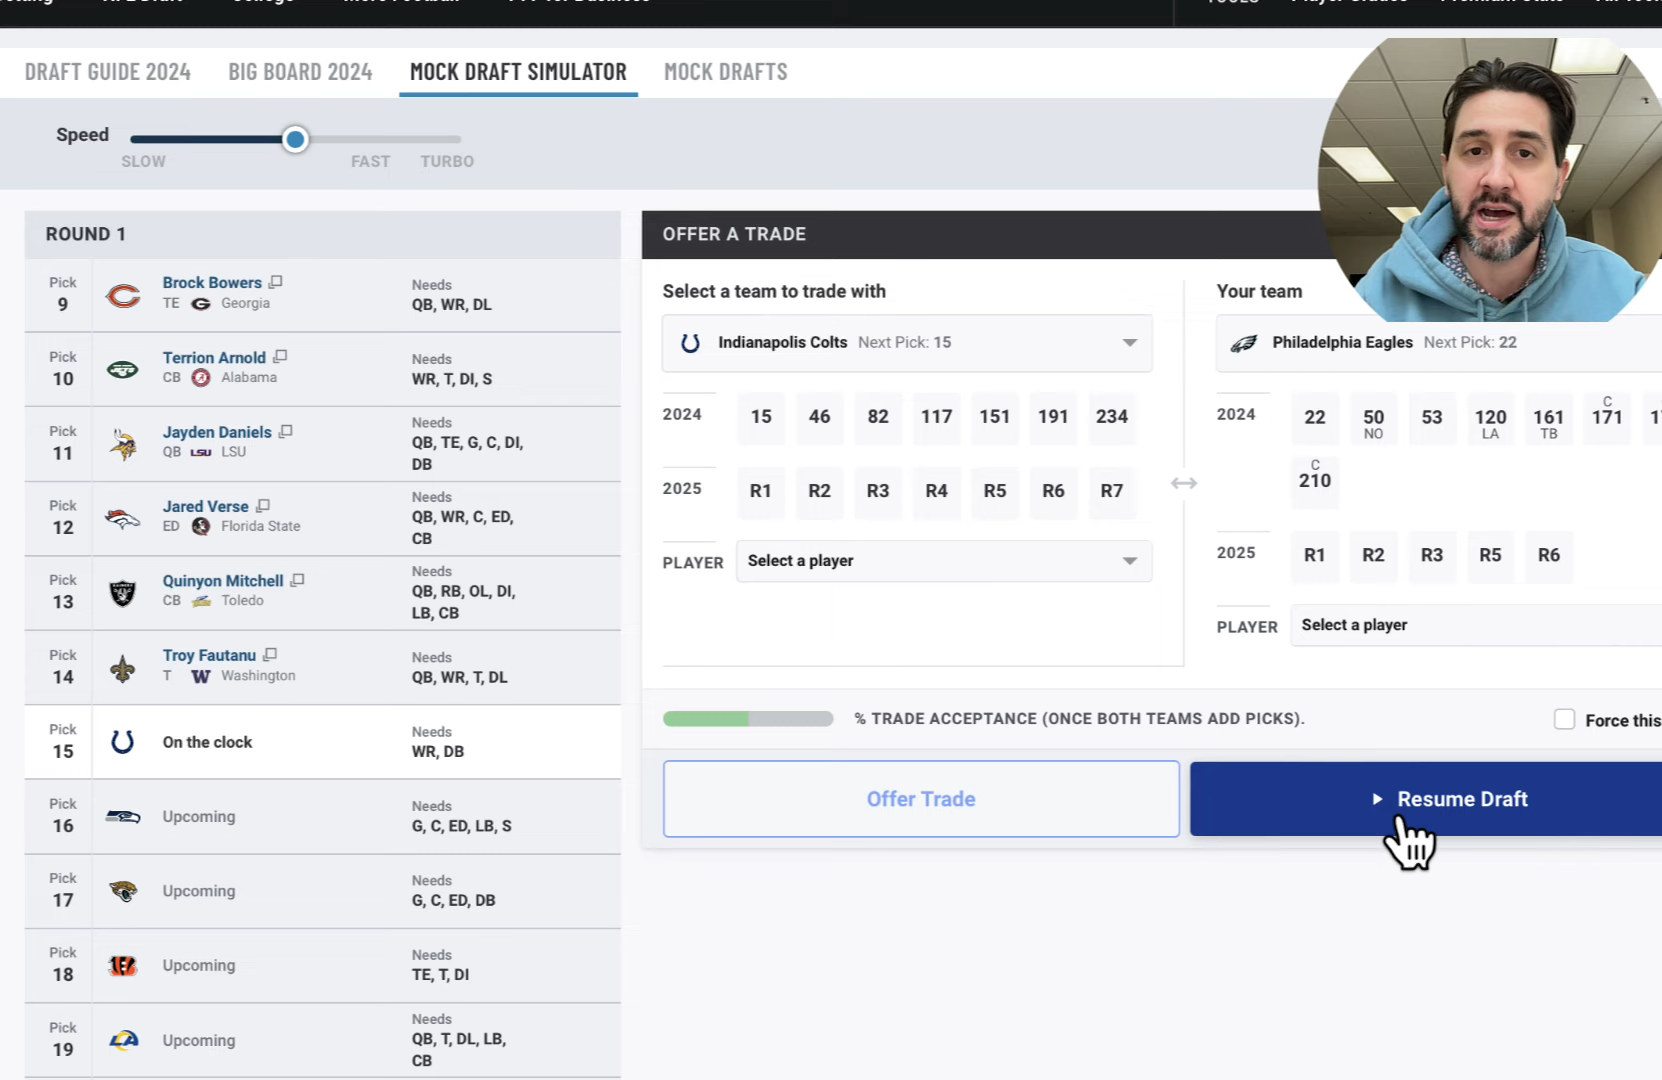 DRAFT GUIDE 2024 BIG BOARD 2024 MOCK DRAFT SIMULATOR MOCK DRAFTS
Speed
SLOW FAST TURBO
ROUND 1
Pick 9 Brock Bowers TE Georgia Needs QB, WR, DL
Pick 10 Terrion Arnold CB Alabama Needs WR, T, DI, S
Pick 11 Jayden Daniels QB LSU LSU Needs QB, TE, G, C, DI, DB
Pick 12 Jared Verse ED Florida State Needs QB, WR, C, ED, CB
Pick 13 Quinyon Mitchell CB Toledo Needs QB, RB, OL, DI, LB, CB
Pick 14 Troy Fautanu T W Washington Needs QB, WR, T, DL
Pick 15 On the clock Needs WR, DB
Pick 16 Upcoming Needs G, C, ED, LB, S
Pick 17 Upcoming Needs G, C, ED, DB
Pick 18 Upcoming Needs TE, T, DI
Pick 19 Upcoming Needs QB, T, DL, LB, CB
OFFER A TRADE
Select a team to trade with
Indianapolis Colts Next Pick: 15
2024 15 46 82 117 151 191 234
2025 R1 R2 R3 R4 R5 R6 R7
PLAYER Select a player
Your team
Philadelphia Eagles Next Pick: 22
2024 22 50 NO 53 120 LA 161 TB C 171
C 210
2025 R1 R2 R3 R5 R6
PLAYER Select a player
% TRADE ACCEPTANCE (ONCE BOTH TEAMS ADD PICKS).
Force this
Offer Trade
Resume Draft